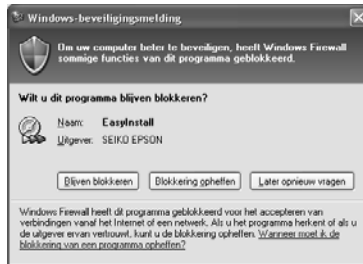 Windows-beveiligingsmelding
Om uw computer beter te beveiligen, heeft Windows Firewall
sommige functies van dit programma geblokkeerd.
Wilt u dit programma blijven blokkeren?
Naam: EasyInstall
Uitgever: SEIKO EPSON
Blijven blokkeren Blokkering opheffen Later opnieuw vragen
Windows Firewall heeft dit programma geblokkeerd voor het accepteren van
verbindingen vanaf het Internet of een netwerk. Als u het programma herkent of als u
de uitgever ervan vertrouwt, kunt u de blokkering opheffen. Wanneer moet ik de
blokkering van een programma opheffen?